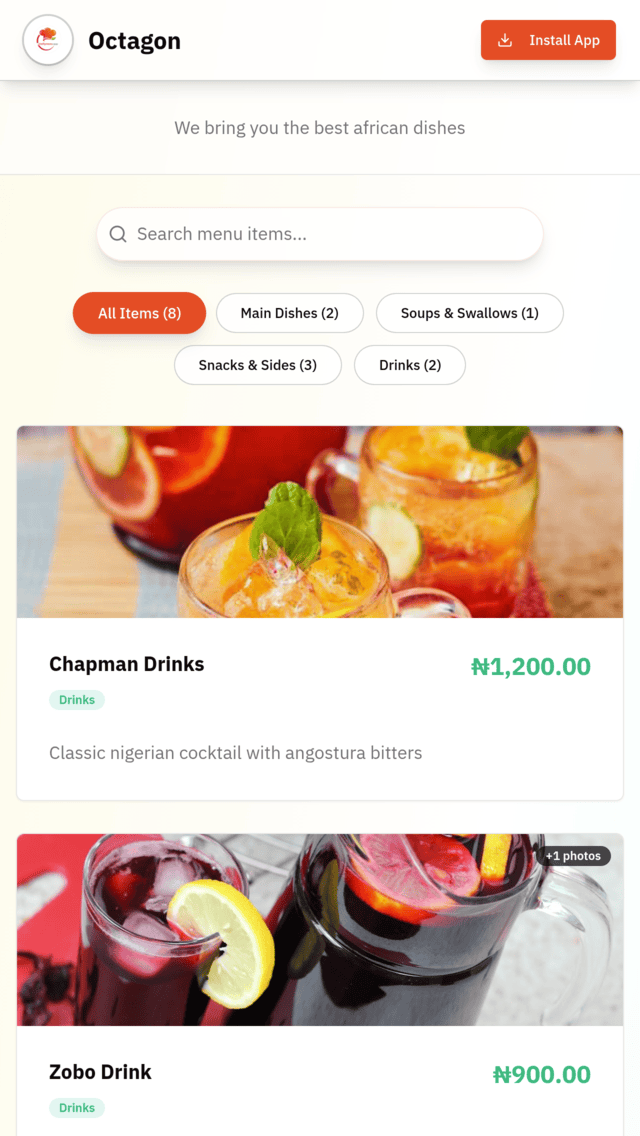 Octagon
Install App
We bring you the best african dishes
Search menu items...
All Items (8)
Main Dishes (2)
Soups & Swallows (1)
Snacks & Sides (3)
Drinks (2)
Chapman Drinks
₦1,200.00
Drinks
Classic nigerian cocktail with angostura bitters
+1 photos
Zobo Drink
₦900.00
Drinks